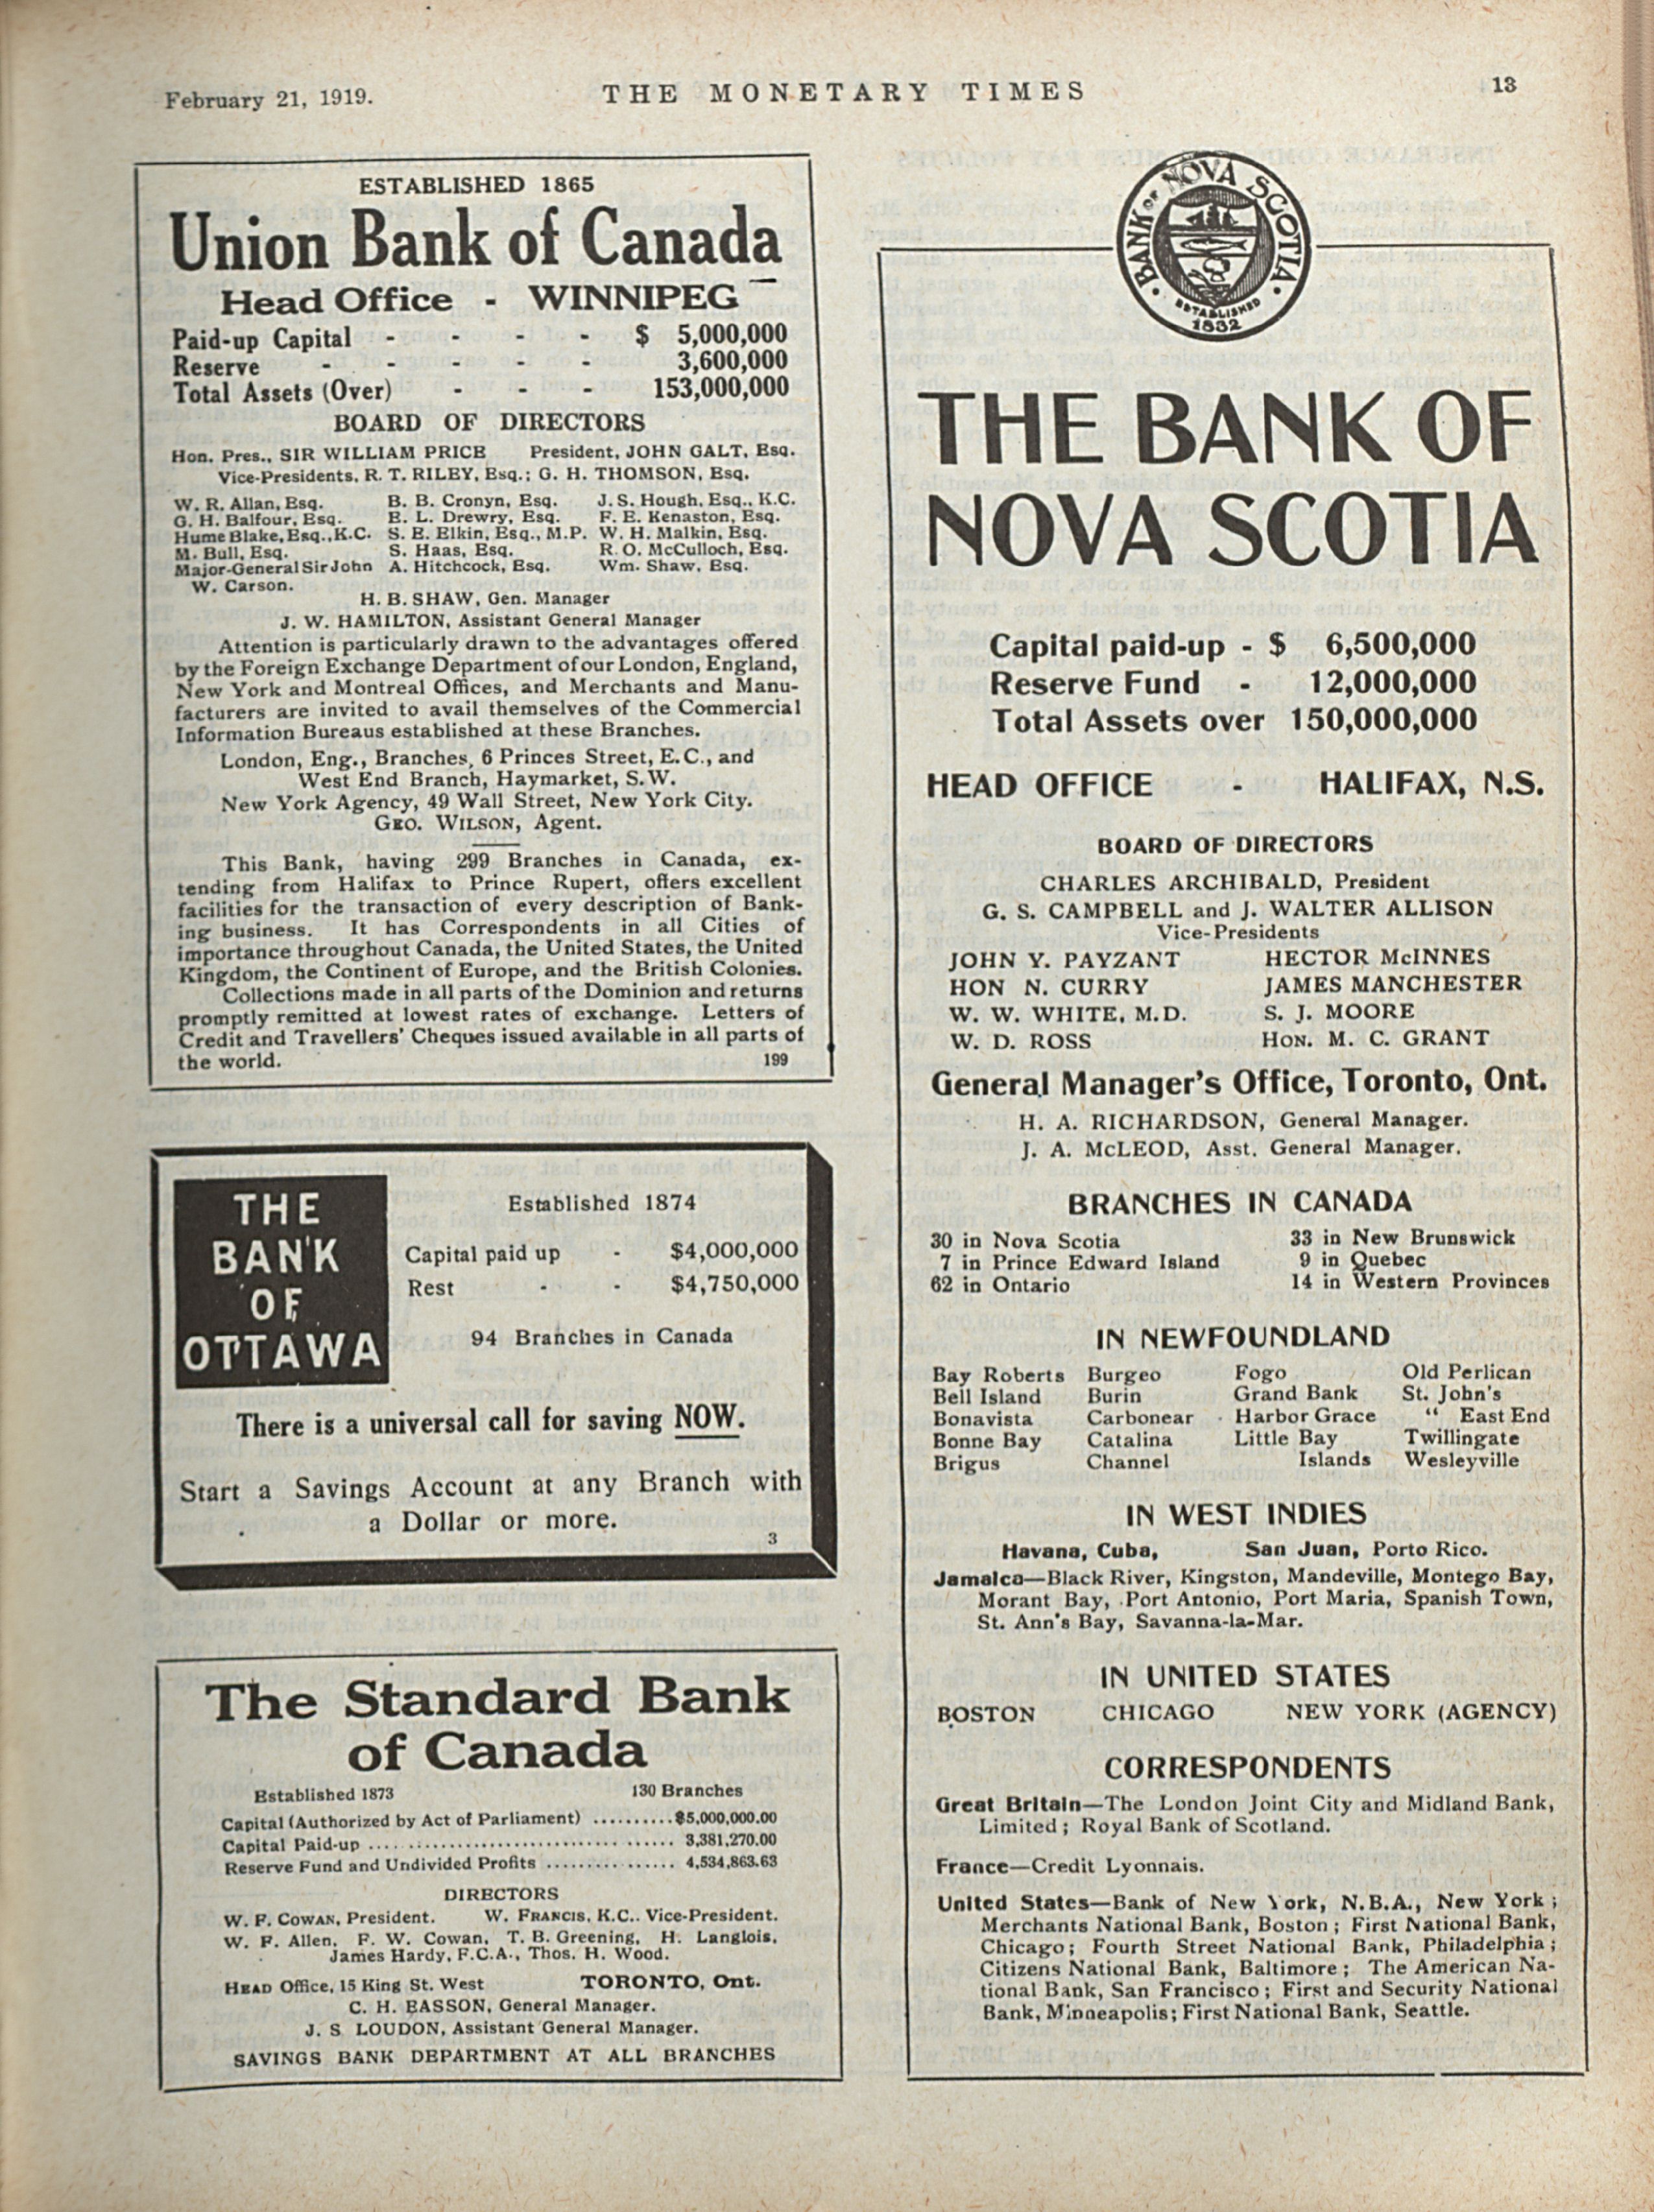 February 21, 1919.
THE MONETARY TIMES
13
ESTABLISHED 1865
Union Bank of Canada
Head Office - WINNIPEG
Paid-up Capital - - - - $ 5,000,000
Reserve - - - - - 3,600,000
Total Assets (Over) - - - 153,000,000
BOARD OF DIRECTORS
Hon. Pres., SIR WILLIAM PRICE President, JOHN GALT, Esq.
Vice-Presidents, R. T. RILEY, Esq.; G. H. THOMSON, Esq.
W. R. Allan, Esq. B. B. Cronyn, Esq. J. S. Hough, Esq., K.C.
G. H. Balfour, Esq. E. L. Drewry, Esq. F. E. Kenaston, Esq.
Hume Blake, Esq., K.C. S. E. Elkin, Esq., M.P. W. H. Malkin, Esq.
M. Bull, Esq. S. Haas, Esq. R. O. McCulloch, Esq.
Major-General Sir John A. Hitchcock, Esq. Wm. Shaw, Esq.
W. Carson.
H. B. SHAW, Gen. Manager
J. W. HAMILTON, Assistant General Manager
Attention is particularly drawn to the advantages offered
by the Foreign Exchange Department of our London, England,
New York and Montreal Offices, and Merchants and Manu-
facturers are invited to avail themselves of the Commercial
Information Bureaus established at these Branches.
London, Eng., Branches, 6 Princes Street, E.C., and
West End Branch, Haymarket, S.W.
New York Agency, 49 Wall Street, New York City.
GEO. WILSON, Agent.
This Bank, having 299 Branches in Canada, ex-
tending from Halifax to Prince Rupert, offers excellent
facilities for the transaction of every description of Bank-
ing business. It has Correspondents in all Cities of
importance throughout Canada, the United States, the United
Kingdom, the Continent of Europe, and the British Colonies.
Collections made in all parts of the Dominion and returns
promptly remitted at lowest rates of exchange. Letters of
Credit and Travellers' Cheques issued available in all parts of
the world. 199
THE
BANK
OF
OTTAWA
Established 1874
Capital paid up - $4,000,000
Rest - - $4,750,000
94 Branches in Canada
There is a universal call for saving NOW.
Start a Savings Account at any Branch with
a Dollar or more.
3
The Standard Bank
of Canada
Established 1873 130 Branches
Capital (Authorized by Act of Parliament) .......... $5,000,000.00
Capital Paid-up .................................... 3,381,270.00
Reserve Fund and Undivided Profits ................ 4,534,863.63
DIRECTORS
W. F. COWAN, President. W. FRANCIS, K.C.. Vice-President.
W. F. Allen, F. W. Cowan, T. B. Greening, H. Langlois,
James Hardy, F.C.A., Thos. H. Wood.
HEAD Office, 15 King St. West TORONTO, Ont.
C. H. EASSON, General Manager.
J. S LOUDON, Assistant General Manager.
SAVINGS BANK DEPARTMENT AT ALL BRANCHES
BANK OF NOVA SCOTIA
ESTABLISHED
1832
THE BANK OF
NOVA SCOTIA
Capital paid-up - $ 6,500,000
Reserve Fund - 12,000,000
Total Assets over 150,000,000
HEAD OFFICE - HALIFAX, N.S.
BOARD OF DIRECTORS
CHARLES ARCHIBALD, President
G. S. CAMPBELL and J. WALTER ALLISON
Vice-Presidents
JOHN Y. PAYZANT HECTOR McINNES
HON N. CURRY JAMES MANCHESTER
W. W. WHITE, M.D. S. J. MOORE
W. D. ROSS HON. M. C. GRANT
General Manager's Office, Toronto, Ont.
H. A. RICHARDSON, General Manager.
J. A. McLEOD, Asst. General Manager.
BRANCHES IN CANADA
30 in Nova Scotia 33 in New Brunswick
7 in Prince Edward Island 9 in Quebec
62 in Ontario 14 in Western Provinces
IN NEWFOUNDLAND
Bay Roberts Burgeo Fogo Old Perlican
Bell Island Burin Grand Bank St. John's
Bonavista Carbonear Harbor Grace " East End
Bonne Bay Catalina Little Bay Twillingate
Brigus Channel Islands Wesleyville
IN WEST INDIES
Havana, Cuba, San Juan, Porto Rico.
Jamaica—Black River, Kingston, Mandeville, Montego Bay,
Morant Bay, Port Antonio, Port Maria, Spanish Town,
St. Ann's Bay, Savanna-la-Mar.
IN UNITED STATES
BOSTON CHICAGO NEW YORK (AGENCY)
CORRESPONDENTS
Great Britain—The London Joint City and Midland Bank,
Limited; Royal Bank of Scotland.
France—Credit Lyonnais.
United States—Bank of New York, N.B.A., New York;
Merchants National Bank, Boston; First National Bank,
Chicago; Fourth Street National Bank, Philadelphia;
Citizens National Bank, Baltimore; The American Na-
tional Bank, San Francisco; First and Security National
Bank, Minneapolis; First National Bank, Seattle.